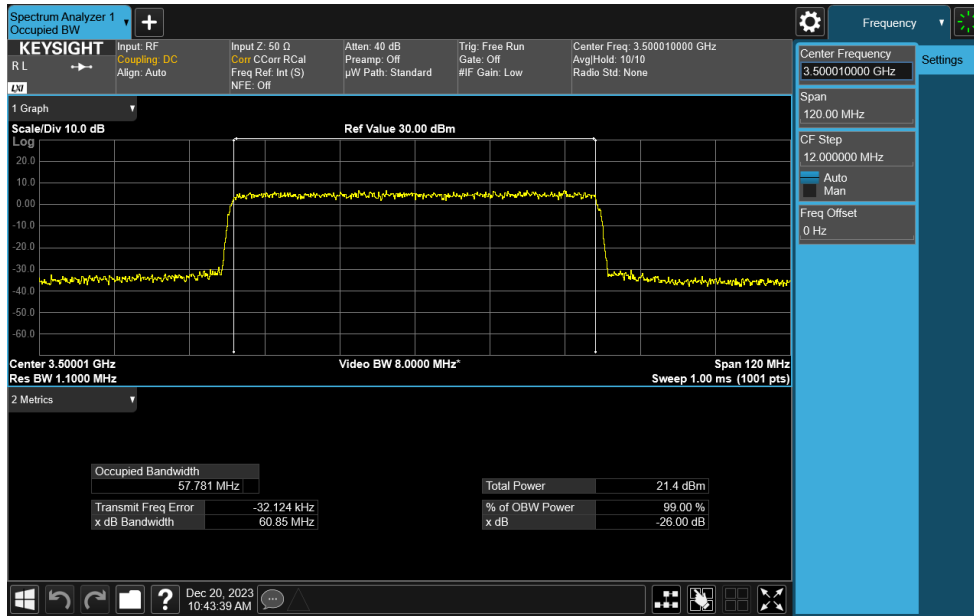 Spectrum Analyzer 1
Occupied BW
Frequency
KEYSIGHT
R L
LXI
Input: RF
Coupling: DC
Align: Auto
Input Z: 50 Ω
Corr CCorr RCal
Freq Ref: Int (S)
NFE: Off
Atten: 40 dB
Preamp: Off
µW Path: Standard
Trig: Free Run
Gate: Off
#IF Gain: Low
Center Freq: 3.500010000 GHz
Avg|Hold: 10/10
Radio Std: None
Center Frequency
3.500010000 GHz
Settings
Span
120.00 MHz
CF Step
12.000000 MHz
Auto
Man
Freq Offset
0 Hz
1 Graph
Scale/Div 10.0 dB
Ref Value 30.00 dBm
Log
20.0
10.0
0.00
-10.0
-20.0
-30.0
-40.0
-50.0
-60.0
Center 3.50001 GHz
Video BW 8.0000 MHz*
Span 120 MHz
Res BW 1.1000 MHz
Sweep 1.00 ms (1001 pts)
2 Metrics
Occupied Bandwidth
57.781 MHz
Total Power 21.4 dBm
Transmit Freq Error -32.124 kHz
% of OBW Power 99.00 %
x dB Bandwidth 60.85 MHz
x dB -26.00 dB
?
Dec 20, 2023
10:43:39 AM